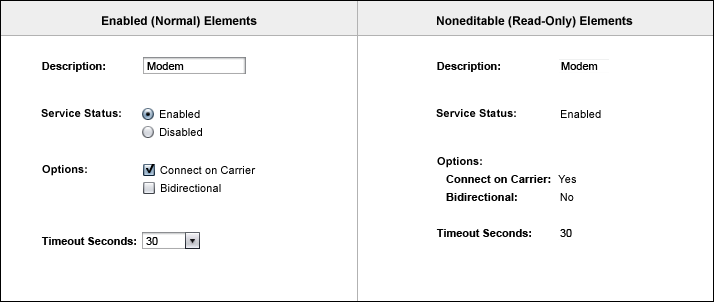 Enabled (Normal) Elements
Description: Modem
Service Status: Enabled
Disabled
Options: Connect on Carrier
Bidirectional
Timeout Seconds: 30
Noneditable (Read-Only) Elements
Description: Modem
Service Status: Enabled
Options:
Connect on Carrier: Yes
Bidirectional: No
Timeout Seconds: 30